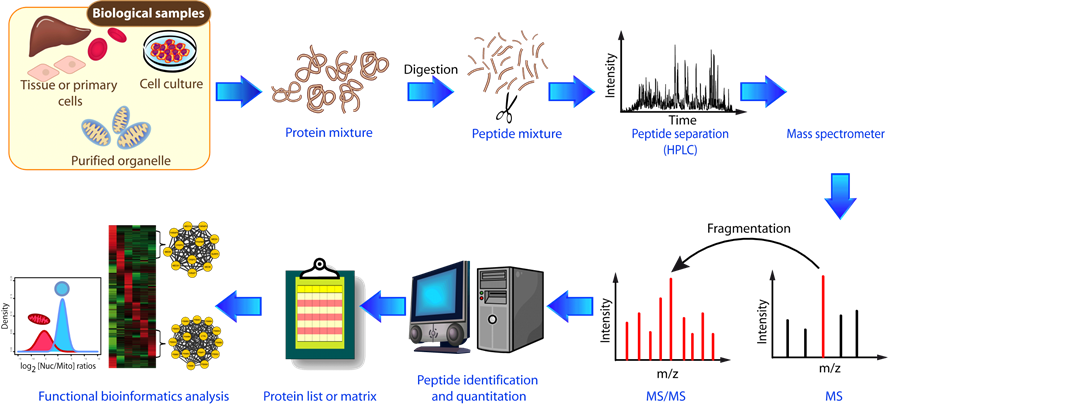 Biological samples
Tissue or primary
cells
Cell culture
Purified organelle
Protein mixture
Digestion
Peptide mixture
Intensity
Time
Peptide separation
(HPLC)
Mass spectrometer
Fragmentation
Intensity
m/z
MS
Intensity
m/z
MS/MS
Peptide identification
and quantitation
Protein list or matrix
Density
log2 [Nuc/Mito] ratios
Functional bioinformatics analysis